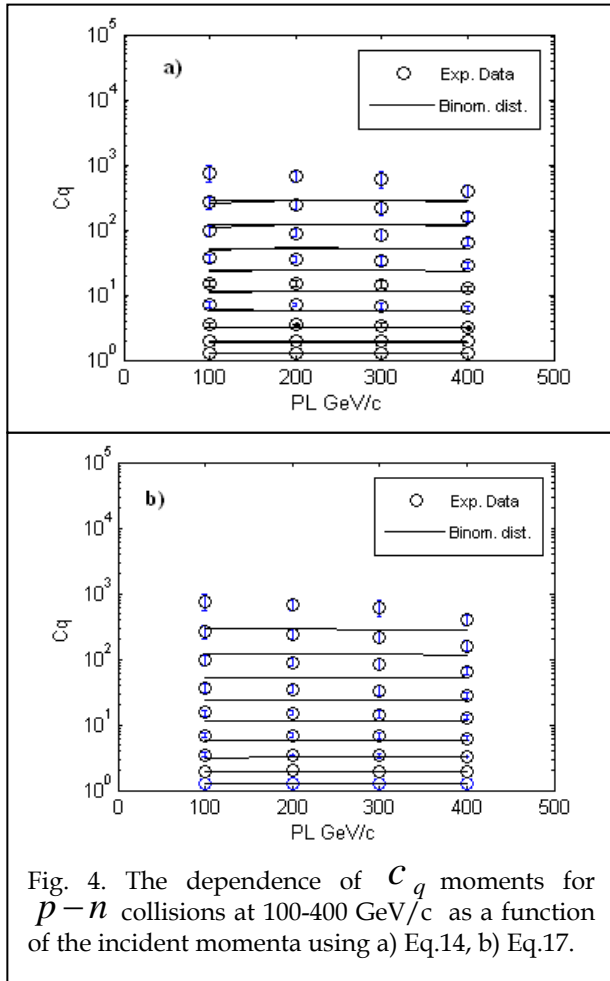 10^5
10^4
10^3
10^2
10^1
10^0
Cq
a)
Exp. Data
Binom. dist.
0 100 200 300 400 500
PL GeV/c
10^5
10^4
10^3
10^2
10^1
10^0
Cq
b)
Exp. Data
Binom. dist.
0 100 200 300 400 500
PL GeV/c
Fig. 4. The dependence of c_q moments for
p − n collisions at 100-400 GeV/c as a function
of the incident momenta using a) Eq.14, b) Eq.17.